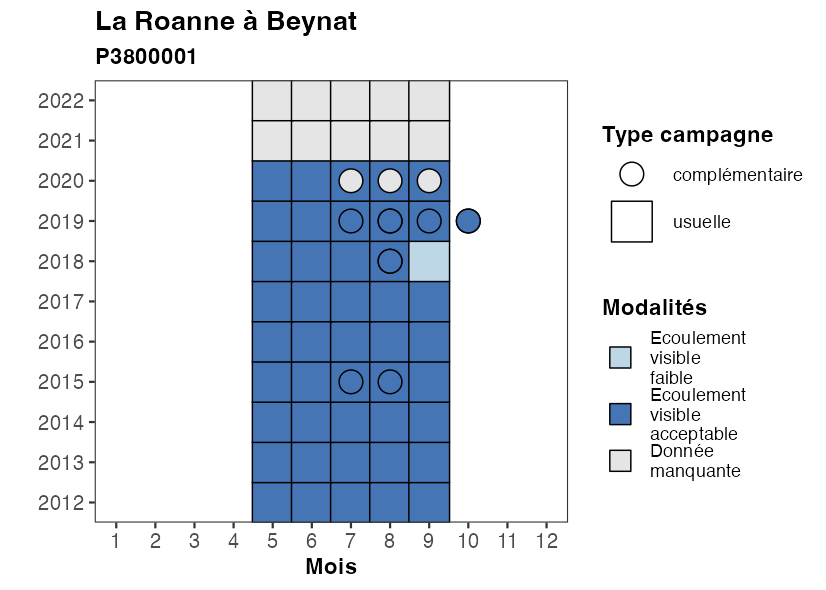 La Roanne à Beynat
P3800001
2022
2021
2020
2019
2018
2017
2016
2015
2014
2013
2012
1 2 3 4 5 6 7 8 9 10 11 12
Mois
Type campagne
complémentaire
usuelle
Modalités
Ecoulement
visible
faible
Ecoulement
visible
acceptable
Donnée
manquante